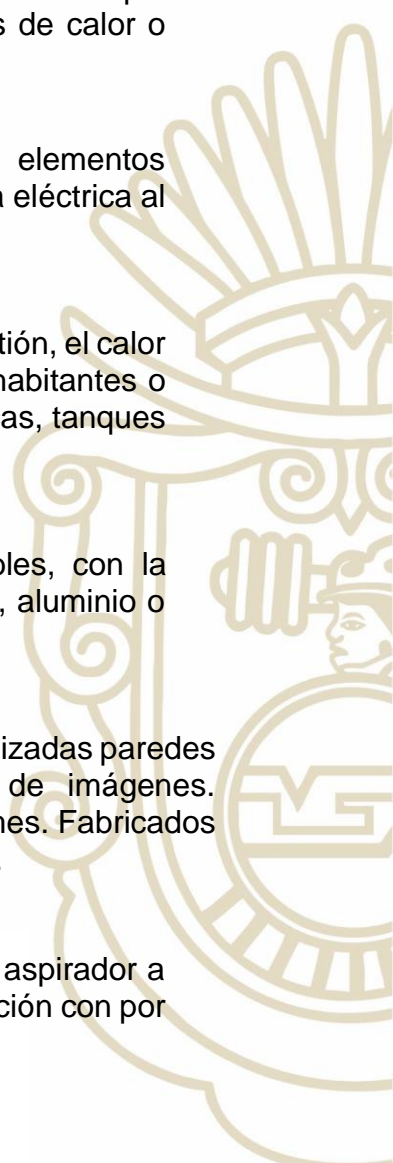 s de calor o
elementos
a eléctrica al
tión, el calor
habitantes o
as, tanques
oles, con la
, aluminio o
izadas paredes
de imágenes.
nes. Fabricados
aspirador a
ción con por